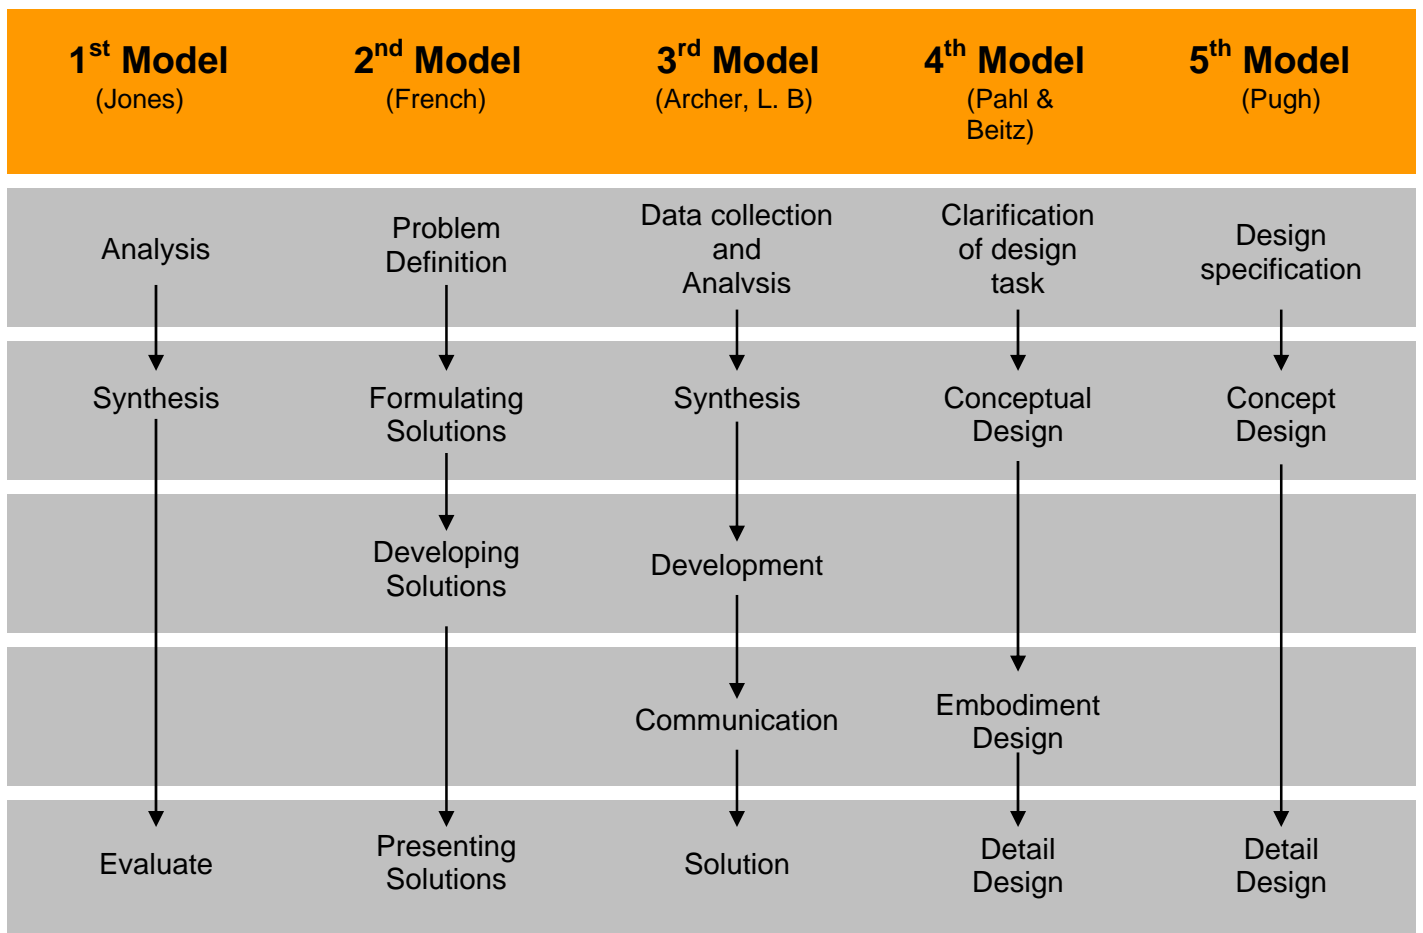 1st Model
(Jones)
2nd Model
(French)
3rd Model
(Archer, L. B)
4th Model
(Pahl &
Beitz)
5th Model
(Pugh)
Analysis
Problem
Definition
Data collection
and
Analysis
Clarification
of design
task
Design
specification
Synthesis
Formulating
Solutions
Synthesis
Conceptual
Design
Concept
Design
Developing
Solutions
Development
Communication
Embodiment
Design
Evaluate
Presenting
Solutions
Solution
Detail
Design
Detail
Design